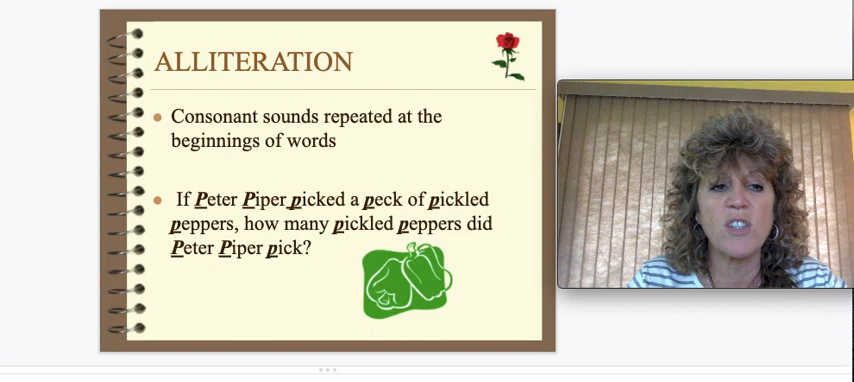 ALLITERATION
Consonant sounds repeated at the
beginnings of words
If Peter Piper picked a peck of pickled
peppers, how many pickled peppers did
Peter Piper pick?